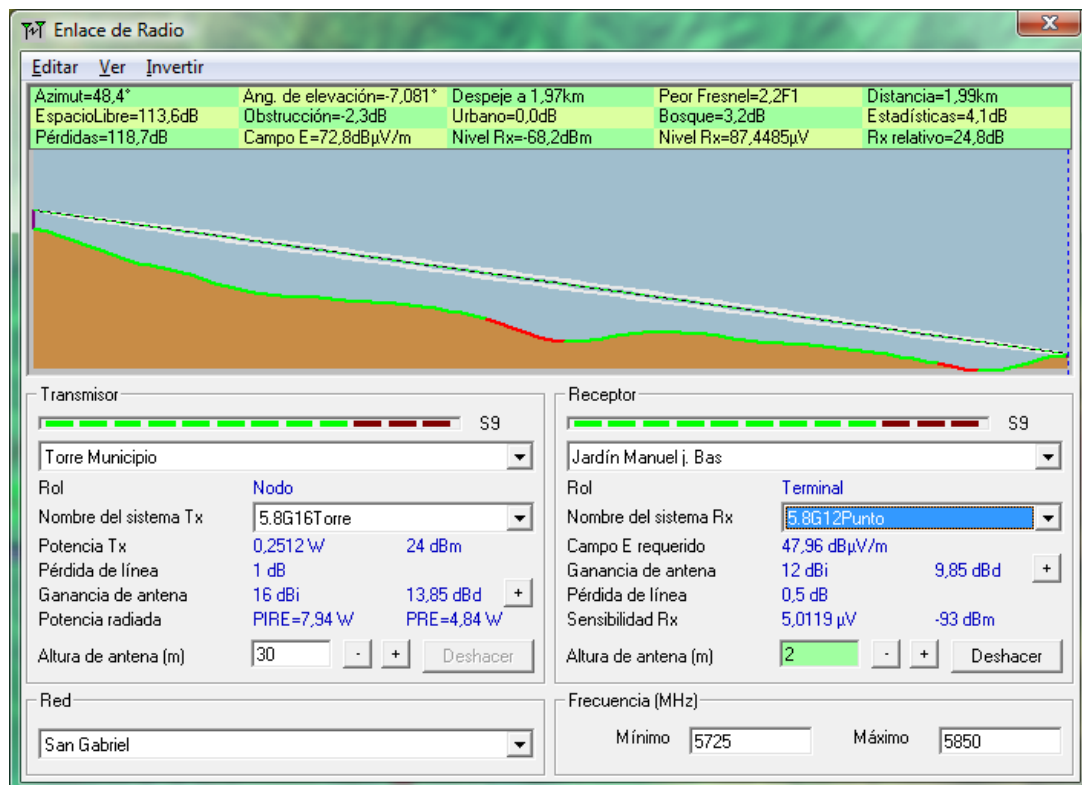 Enlace de Radio
Editar Ver Invertir
Azimut=48,4° Ang. de elevación=-7,081° Despeje a 1,97km Peor Fresnel=2,2F1 Distancia=1,99km
EspacioLibre=113,6dB Obstrucción=-2,3dB Urbano=0,0dB Bosque=3,2dB Estadísticas=4,1dB
Pérdidas=118,7dB Campo E=72,8dBµV/m Nivel Rx=-68,2dBm Nivel Rx=87,4485µV Rx relativo=24,8dB
Transmisor
S9
Torre Municipio
Rol Nodo
Nombre del sistema Tx 5.8G16Torre
Potencia Tx 0,2512 W 24 dBm
Pérdida de línea 1 dB
Ganancia de antena 16 dBi 13,85 dBd +
Potencia radiada PIRE=7,94 W PRE=4,84 W
Altura de antena (m) 30 - + Deshacer
Receptor
S9
Jardín Manuel j. Bas
Rol Terminal
Nombre del sistema Rx 5.8G12Punto
Campo E requerido 47,96 dBµV/m
Ganancia de antena 12 dBi 9,85 dBd +
Pérdida de línea 0,5 dB
Sensibilidad Rx 5,0119 µV -93 dBm
Altura de antena (m) 2 - + Deshacer
Red
San Gabriel
Frecuencia (MHz)
Mínimo 5725 Máximo 5850